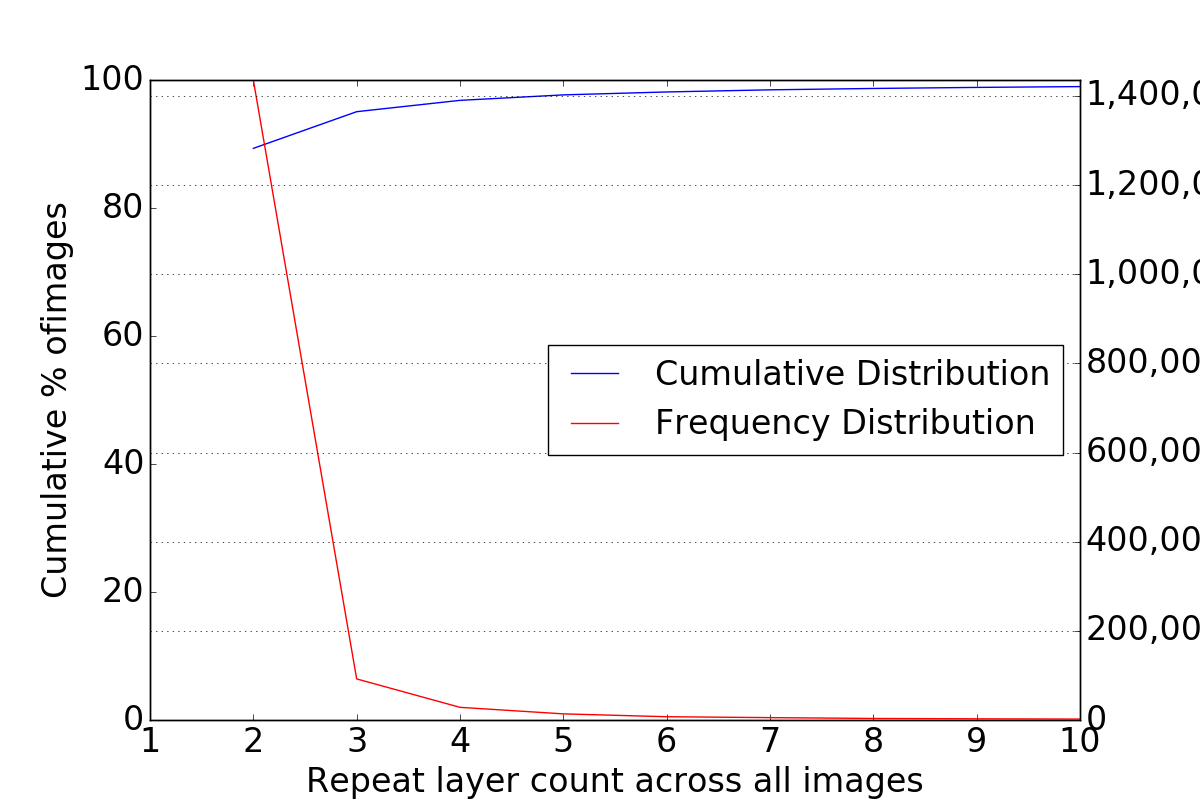 100
80
60
40
20
0
Cumulative % ofimages
1,400,0
1,200,0
1,000,0
800,00
600,00
400,00
200,00
0
Cumulative Distribution
Frequency Distribution
1 2 3 4 5 6 7 8 9 10
Repeat layer count across all images